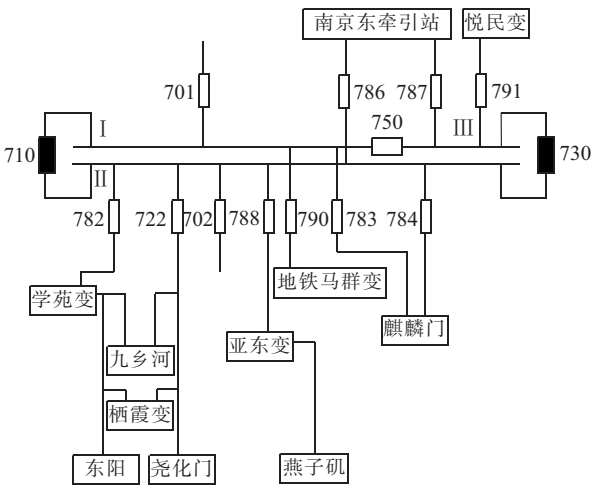 南京东牵引站
悦民变
701
786
787
791
750
Ⅰ
Ⅲ
710
730
Ⅱ
782
722
702
788
790
783
784
地铁马群变
学苑变
麒麟门
九乡河
亚东变
栖霞变
东阳
尧化门
燕子矶